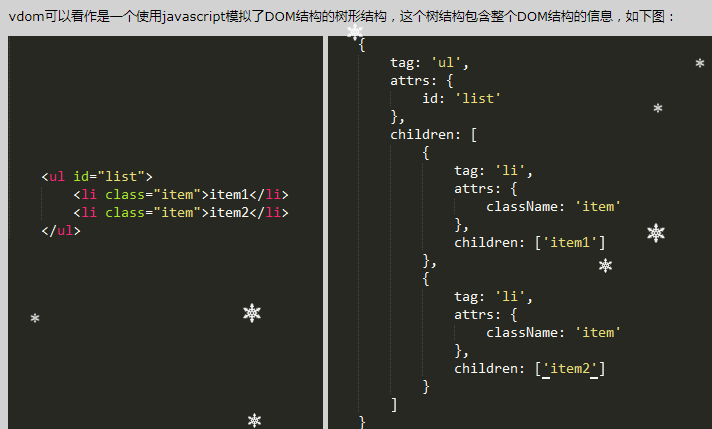 vdom可以看作是一个使用javascript模拟了DOM结构的树形结构，这个树结构包含整个DOM结构的信息，如下图：
<ul id="list">
    <li class="item">item1</li>
    <li class="item">item2</li>
</ul>
{
    tag: 'ul',
    attrs: {
        id: 'list'
    },
    children: [
        {
            tag: 'li',
            attrs: {
                className: 'item'
            },
            children: ['item1']
        },
        {
            tag: 'li',
            attrs: {
                className: 'item'
            },
            children: ['item2']
        }
    ]
}